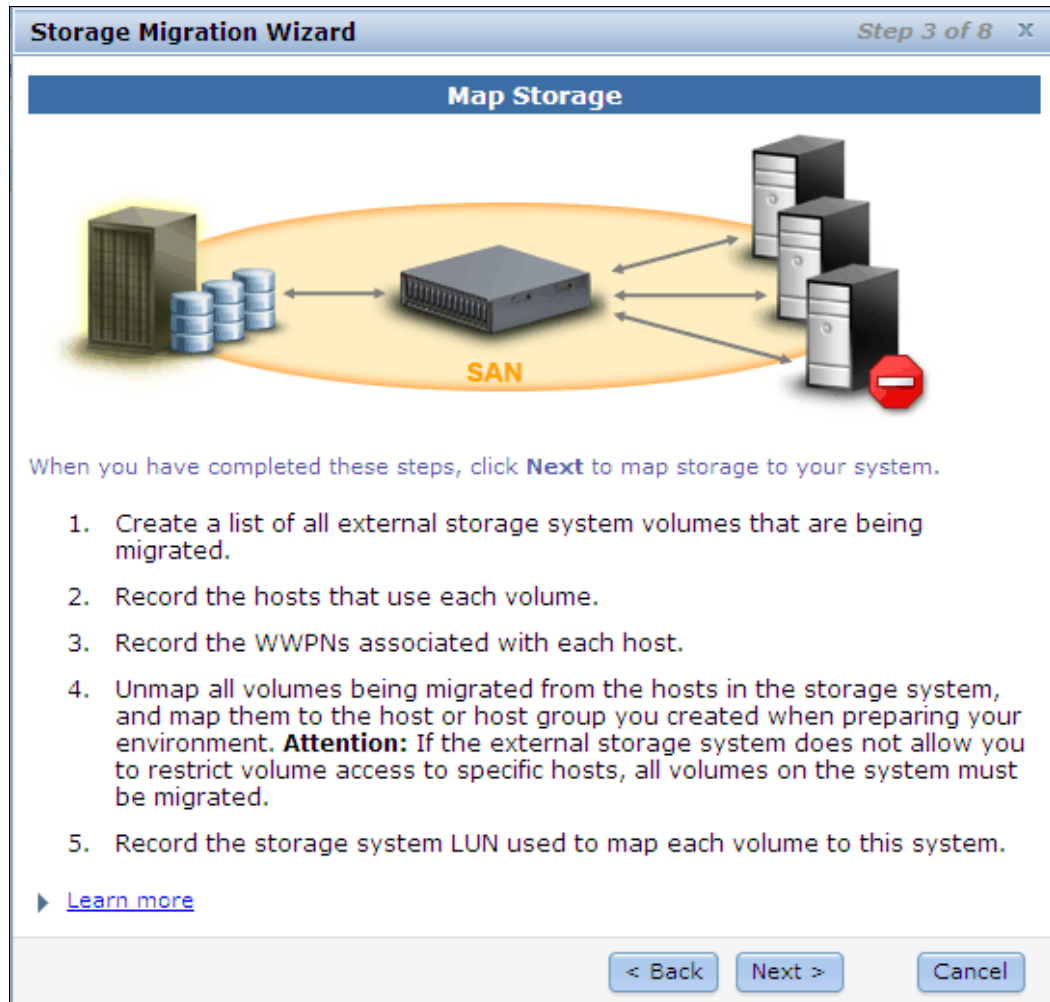 Storage Migration Wizard
Step 3 of 8 x
Map Storage
SAN
When you have completed these steps, click Next to map storage to your system.
1. Create a list of all external storage system volumes that are being
migrated.
2. Record the hosts that use each volume.
3. Record the WWPNs associated with each host.
4. Unmap all volumes being migrated from the hosts in the storage system,
and map them to the host or host group you created when preparing your
environment. Attention: If the external storage system does not allow you
to restrict volume access to specific hosts, all volumes on the system must
be migrated.
5. Record the storage system LUN used to map each volume to this system.
Learn more
< Back Next > Cancel